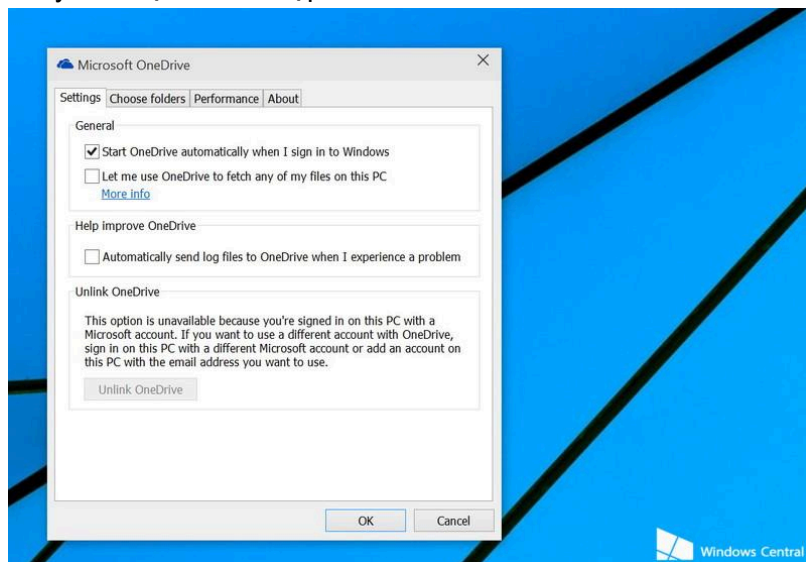 Microsoft OneDrive
Settings Choose folders Performance About
General
Start OneDrive automatically when I sign in to Windows
Let me use OneDrive to fetch any of my files on this PC
More info
Help improve OneDrive
Automatically send log files to OneDrive when I experience a problem
Unlink OneDrive
This option is unavailable because you're signed in on this PC with a
Microsoft account. If you want to use a different account with OneDrive,
sign in on this PC with a different Microsoft account or add an account on
this PC with the email address you want to use.
Unlink OneDrive
OK Cancel
Windows Central